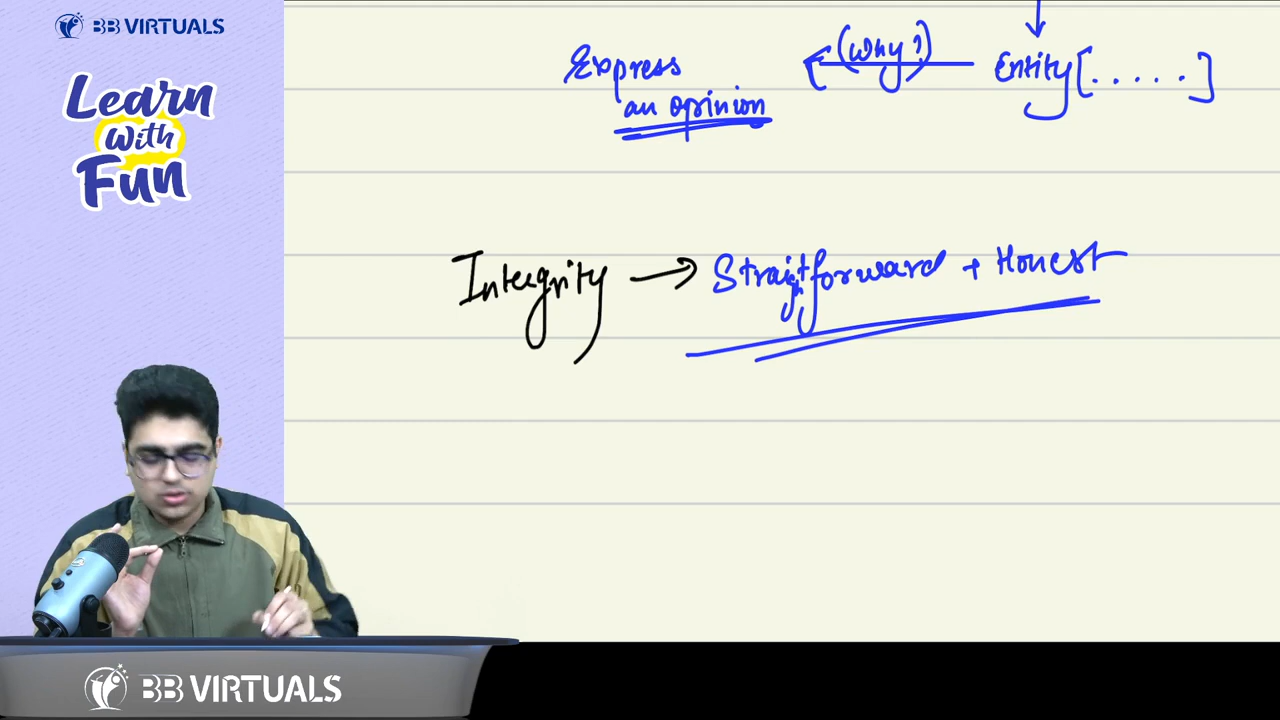 BB VIRTUALS
Learn
with
Fun
(Why?)
Express
Entity[.....]
an opinion
Integrity → Straightforward + Honest
BB VIRTUALS